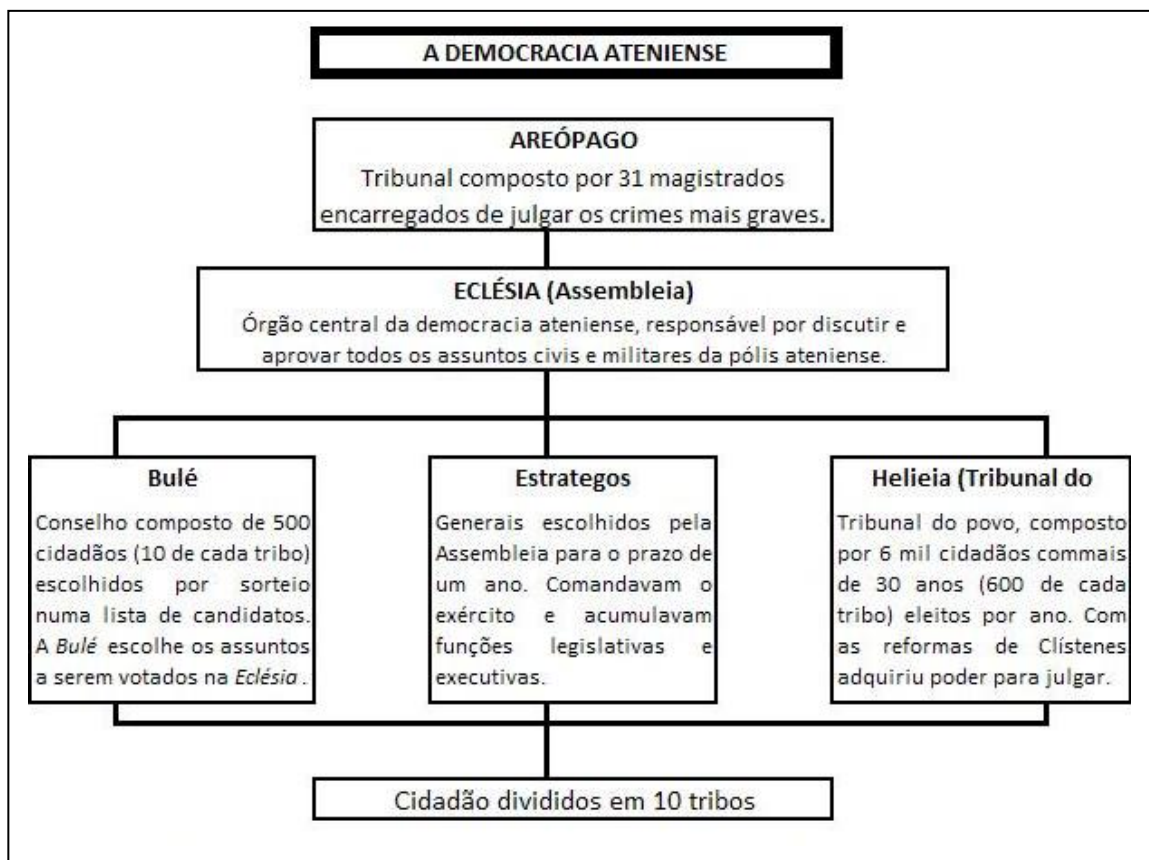 A DEMOCRACIA ATENIENSE
AREÓPAGO
Tribunal composto por 31 magistrados
encarregados de julgar os crimes mais graves.
ECLÉSIA (Assembleia)
Órgão central da democracia ateniense, responsável por discutir e
aprovar todos os assuntos civis e militares da pólis ateniense.
Bulé
Conselho composto de 500
cidadãos (10 de cada tribo)
escolhidos por sorteio
numa lista de candidatos.
A Bulé escolhe os assuntos
a serem votados na Eclésia .
Estrategos
Generais escolhidos pela
Assembleia para o prazo de
um ano. Comandavam o
exército e acumulavam
funções legislativas e
executivas.
Helieia (Tribunal do
Tribunal do povo, composto
por 6 mil cidadãos commais
de 30 anos (600 de cada
tribo) eleitos por ano. Com
as reformas de Clístenes
adquiriu poder para julgar.
Cidadão divididos em 10 tribos